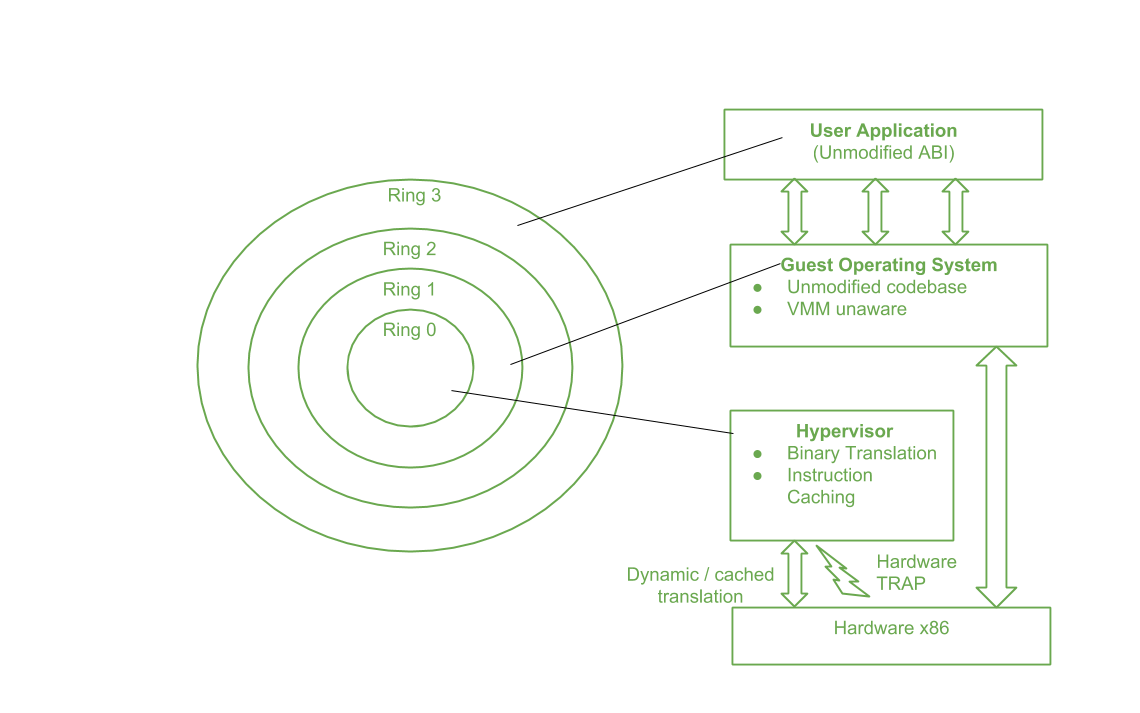 User Application
(Unmodified ABI)
Ring 3
Ring 2
Ring 1
Ring 0
Guest Operating System
● Unmodified codebase
● VMM unaware
Hypervisor
● Binary Translation
● Instruction
Caching
Dynamic / cached
translation
Hardware
TRAP
Hardware x86